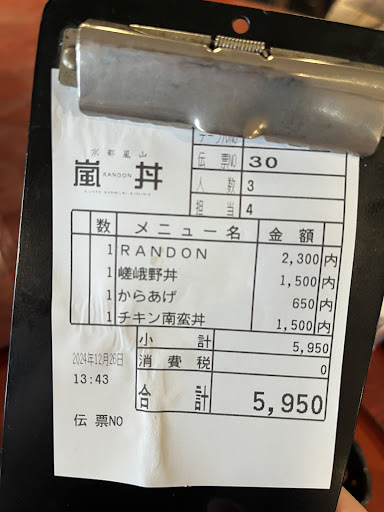 伝票NO 30
人数 3
担当 4
京都嵐山
嵐 RANDON 丼
数 メニュー名 金額
1 RANDON 2,300 内
1 嵯峨野丼 1,500 内
1 からあげ 650 内
1 チキン南蛮丼 1,500 内
小計 5,950
消費税 0
合計 5,950
2024年12月26日
13:43
伝票NO